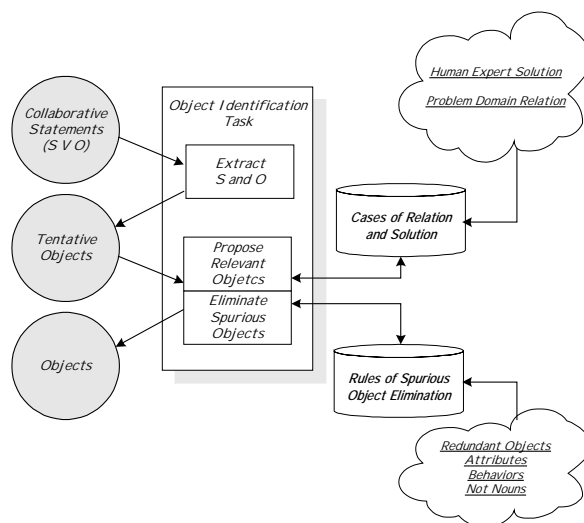 Collaborative
Statements
(S V O)
Tentative
Objects
Objects
Object Identification
Task
Extract
S and O
Propose
Relevant
Objetcs
Eliminate
Spurious
Objects
Human Expert Solution
Problem Domain Relation
Cases of Relation
and Solution
Rules of Spurious
Object Elimination
Redundant Objects
Attributes
Behaviors
Not Nouns